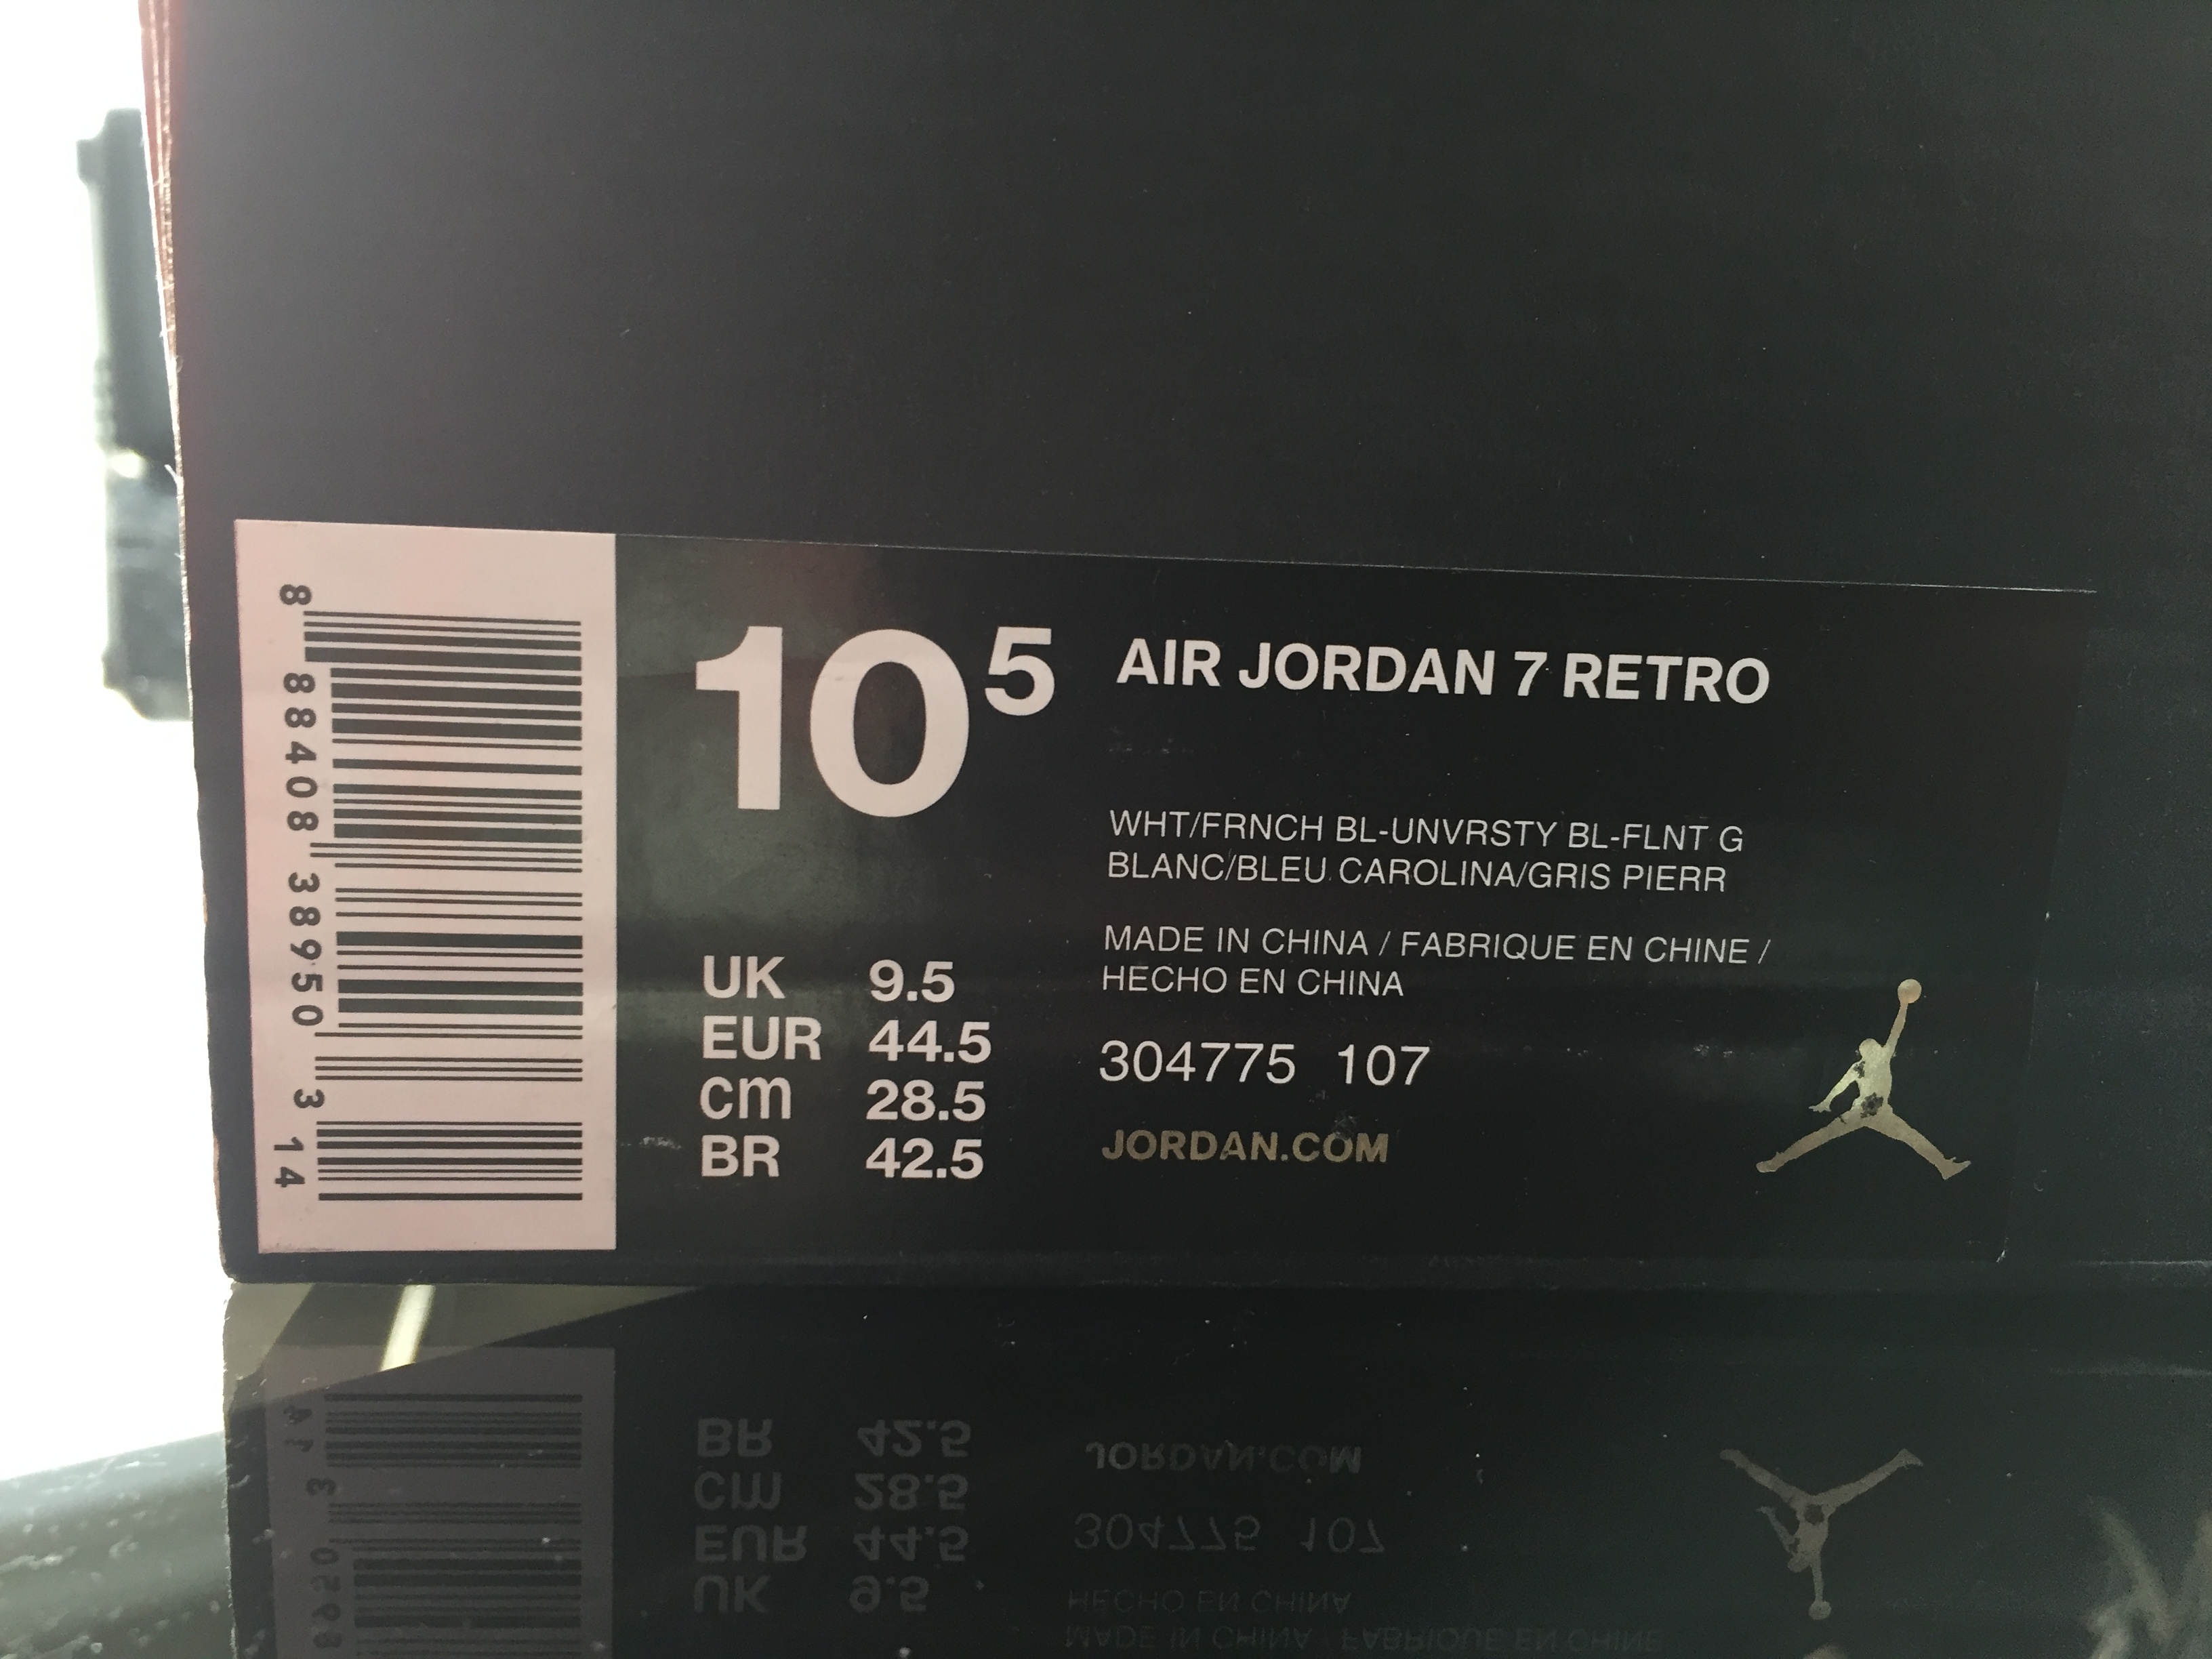 8 88408 38950 3 14
10 5
AIR JORDAN 7 RETRO
WHT/FRNCH BL-UNVRSTY BL-FLNT G
BLANC/BLEU CAROLINA/GRIS PIERR
MADE IN CHINA / FABRIQUE EN CHINE /
HECHO EN CHINA
UK 9.5
EUR 44.5
cm 28.5
BR 42.5
304775 107
JORDAN.COM